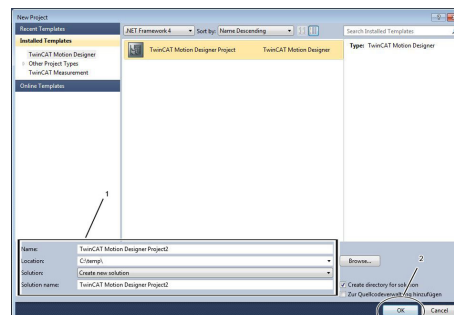 New Project
Recent Templates
.NET Framework 4
Sort by: Name Descending
Search Installed Templates
Installed Templates
TwinCAT Motion Designer
Other Project Types
TwinCAT Measurement
Online Templates
TwinCAT Motion Designer Project
TwinCAT Motion Designer
Type: TwinCAT Motion Designer
1
Name:
TwinCAT Motion Designer Project2
Location:
C:\temp\
Browse...
2
Solution:
Create new solution
Solution name:
TwinCAT Motion Designer Project2
Create directory for solution
Zur Quellcodeverwaltung hinzufügen
OK
Cancel